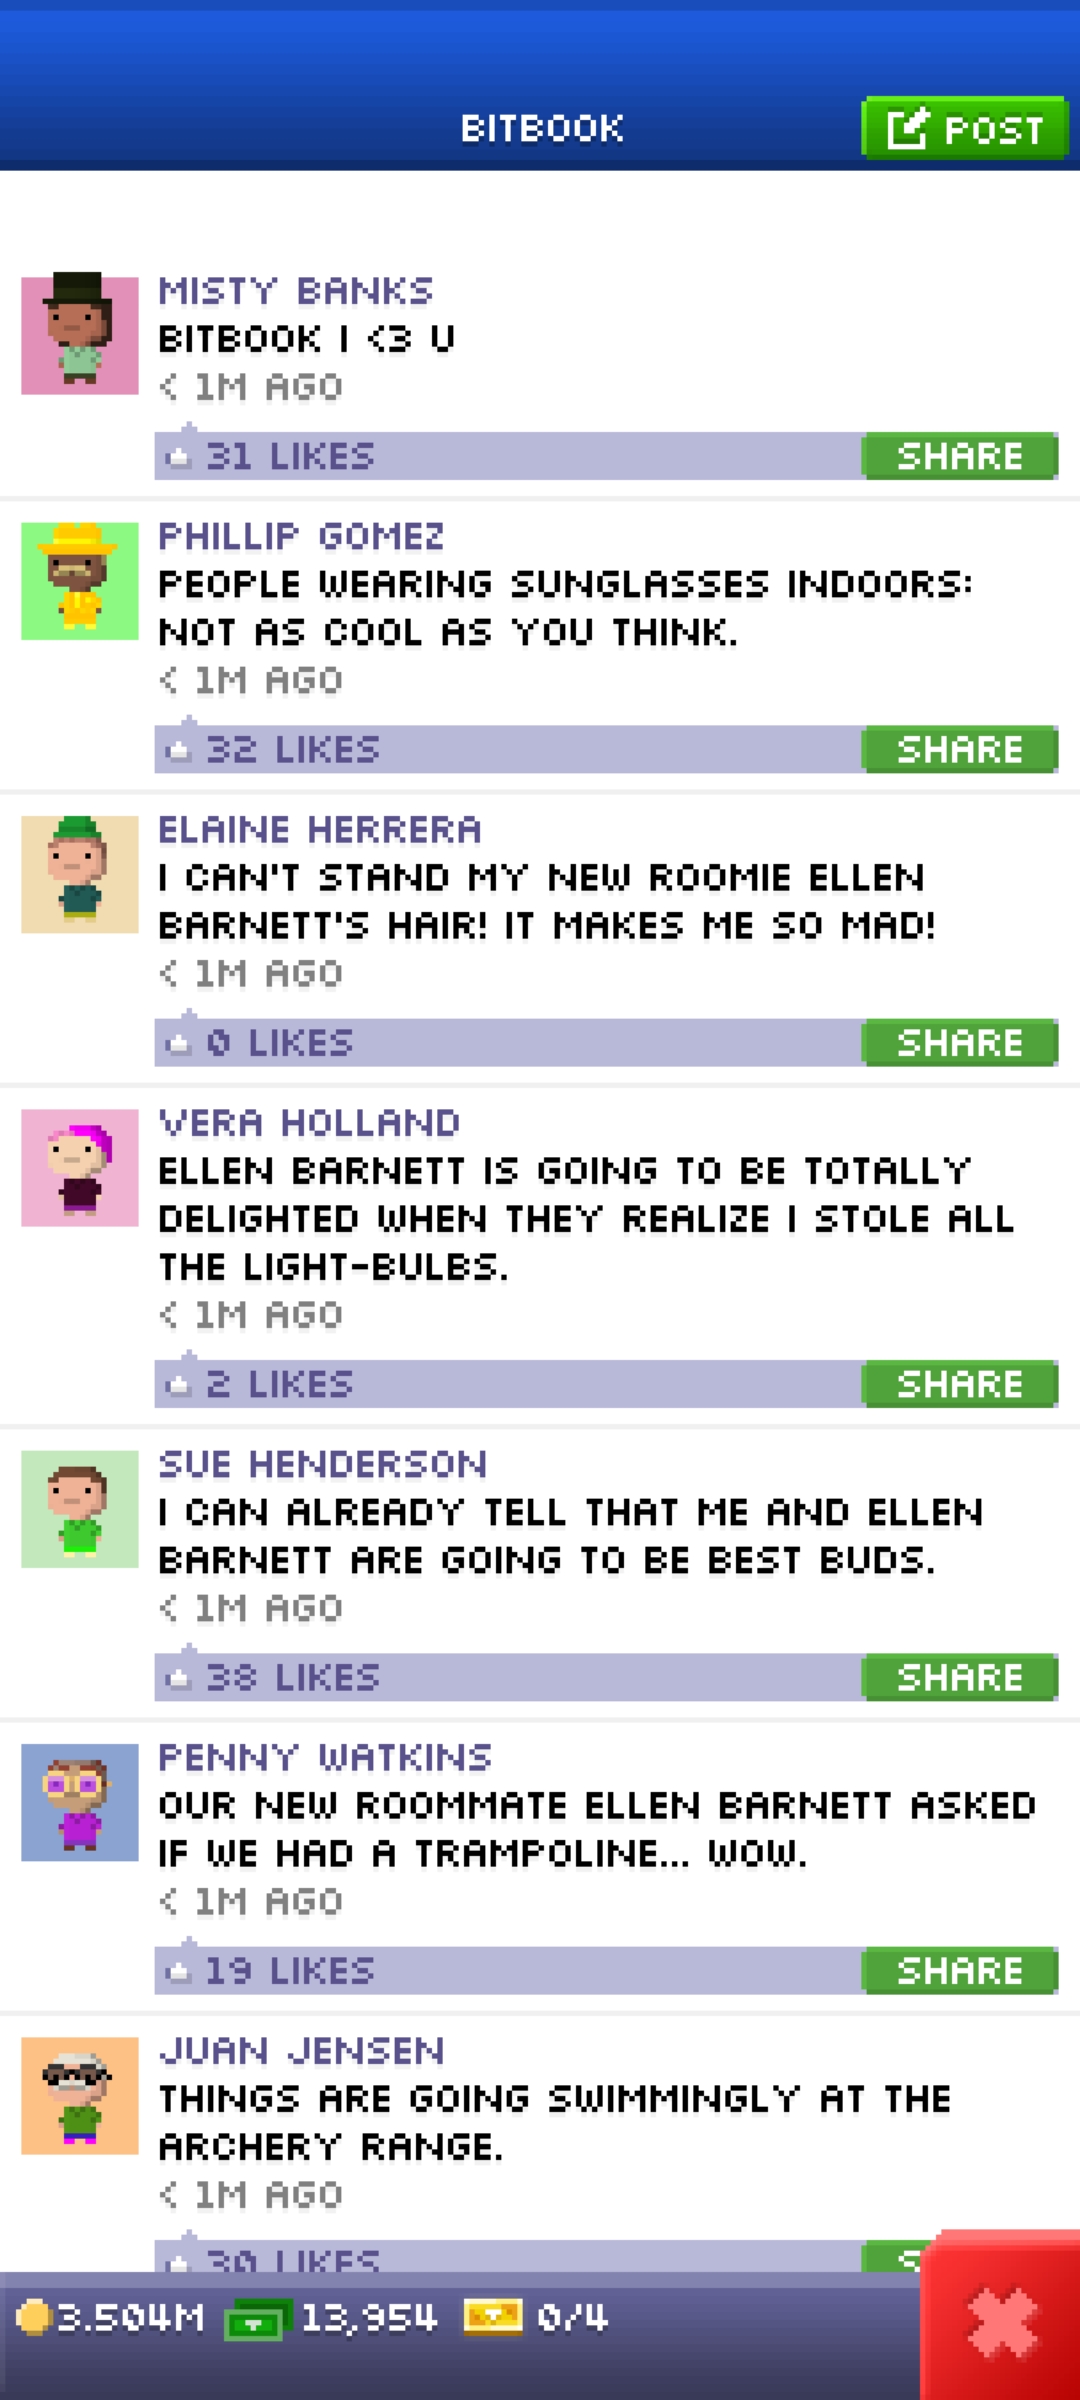 BITBOOK
POST
MISTY BANKS
BITBOOK I <3 U
< 1M AGO
31 LIKES
SHARE
PHILLIP GOMEZ
PEOPLE WEARING SUNGLASSES INDOORS:
NOT AS COOL AS YOU THINK.
< 1M AGO
32 LIKES
SHARE
ELAINE HERRERA
I CAN'T STAND MY NEW ROOMIE ELLEN
BARNETT'S HAIR! IT MAKES ME SO MAD!
< 1M AGO
0 LIKES
SHARE
VERA HOLLAND
ELLEN BARNETT IS GOING TO BE TOTALLY
DELIGHTED WHEN THEY REALIZE I STOLE ALL
THE LIGHT-BULBS.
< 1M AGO
2 LIKES
SHARE
SUE HENDERSON
I CAN ALREADY TELL THAT ME AND ELLEN
BARNETT ARE GOING TO BE BEST BUDS.
< 1M AGO
38 LIKES
SHARE
PENNY WATKINS
OUR NEW ROOMMATE ELLEN BARNETT ASKED
IF WE HAD A TRAMPOLINE... WOW.
< 1M AGO
19 LIKES
SHARE
JUAN JENSEN
THINGS ARE GOING SWIMMINGLY AT THE
ARCHERY RANGE.
< 1M AGO
30 LIKES
3.504M 13,954 0/4